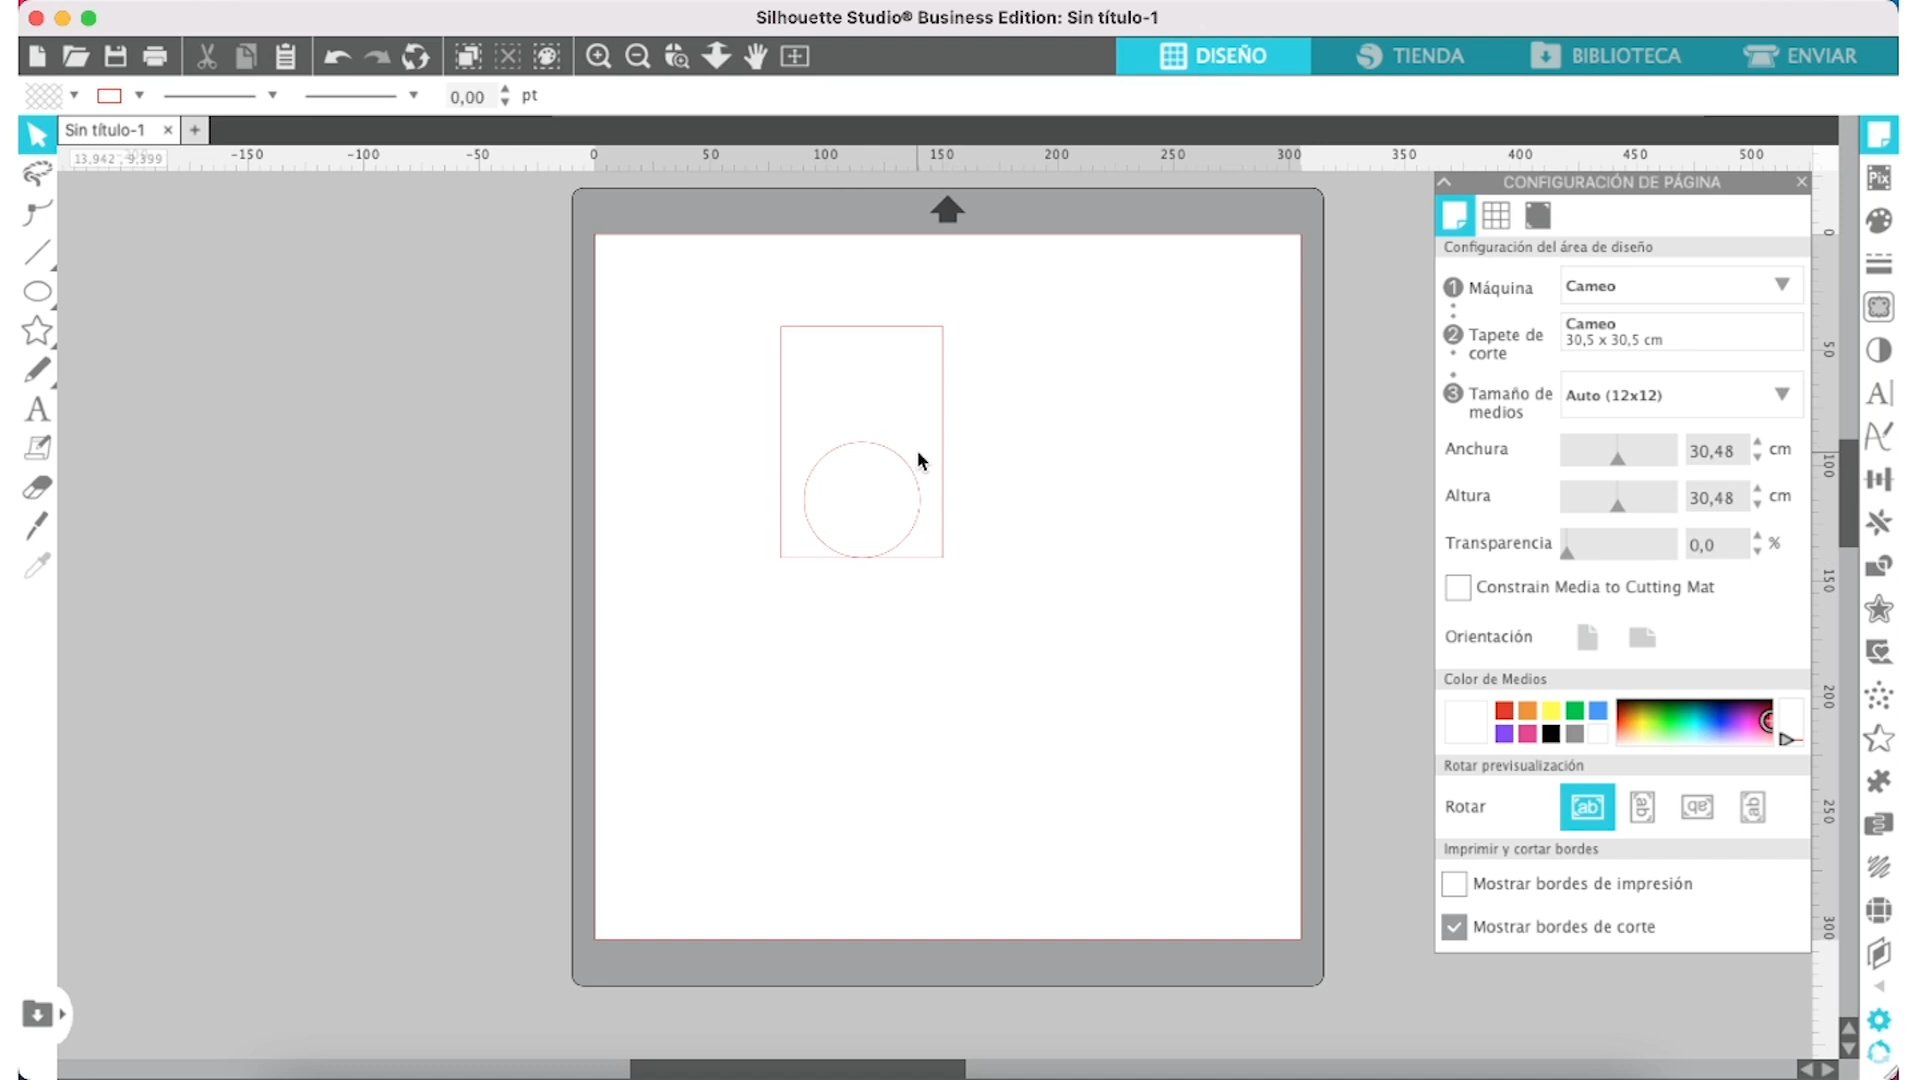 Silhouette Studio® Business Edition: Sin título-1
DISEÑO
TIENDA
BIBLIOTECA
ENVIAR
0,00 pt
Sin título-1
13,942 , 9,399
-150 -100 -50 0 50 100 150 200 250 300 350 400 450 500
CONFIGURACIÓN DE PÁGINA
Configuración del área de diseño
1 Máquina Cameo
2 Tapete de corte
Cameo
30,5 x 30,5 cm
3 Tamaño de medios
Auto (12x12)
Anchura 30,48 cm
Altura 30,48 cm
Transparencia 0,0 %
Constrain Media to Cutting Mat
Orientación
Color de Medios
Rotar previsualización
Rotar ab ab ab ab
Imprimir y cortar bordes
Mostrar bordes de impresión
Mostrar bordes de corte
Pix
A
A
0
50
100
150
200
250
300